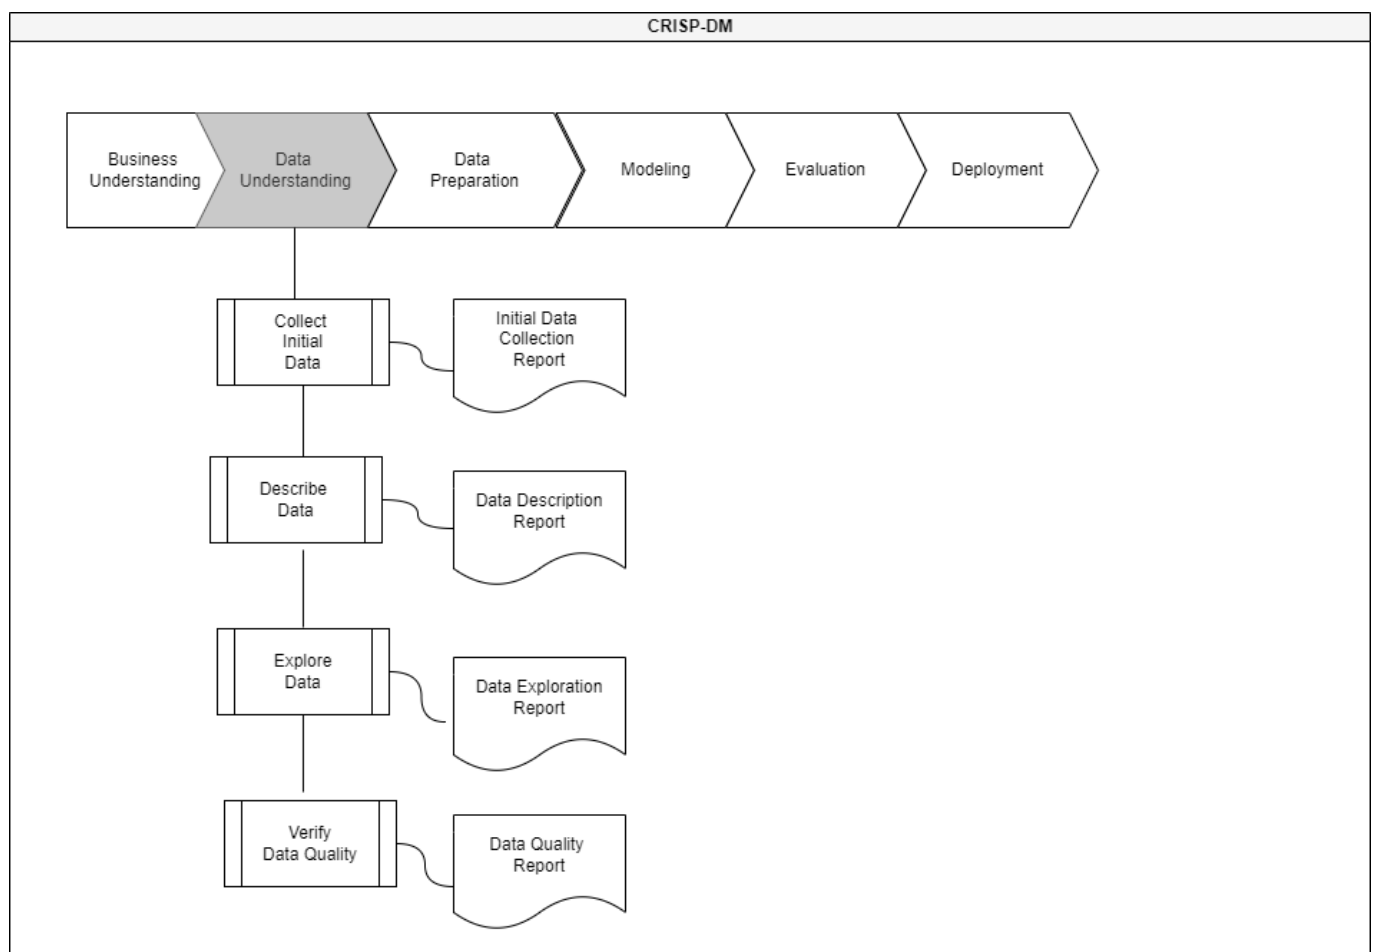 CRISP-DM
Business
Understanding
Data
Understanding
Data
Preparation
Modeling
Evaluation
Deployment
Collect
Initial
Data
Initial Data
Collection
Report
Describe
Data
Data Description
Report
Explore
Data
Data Exploration
Report
Verify
Data Quality
Data Quality
Report